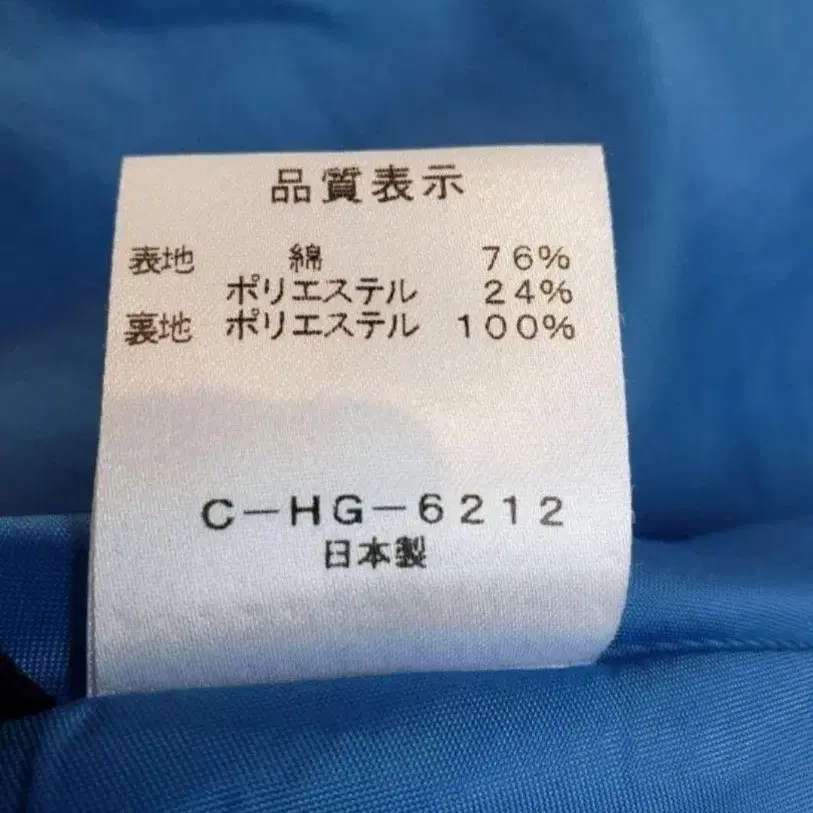 品質表示
表地 綿 76%
ポリエステル 24%
裏地 ポリエステル 100%
C-HG-6212
日本製